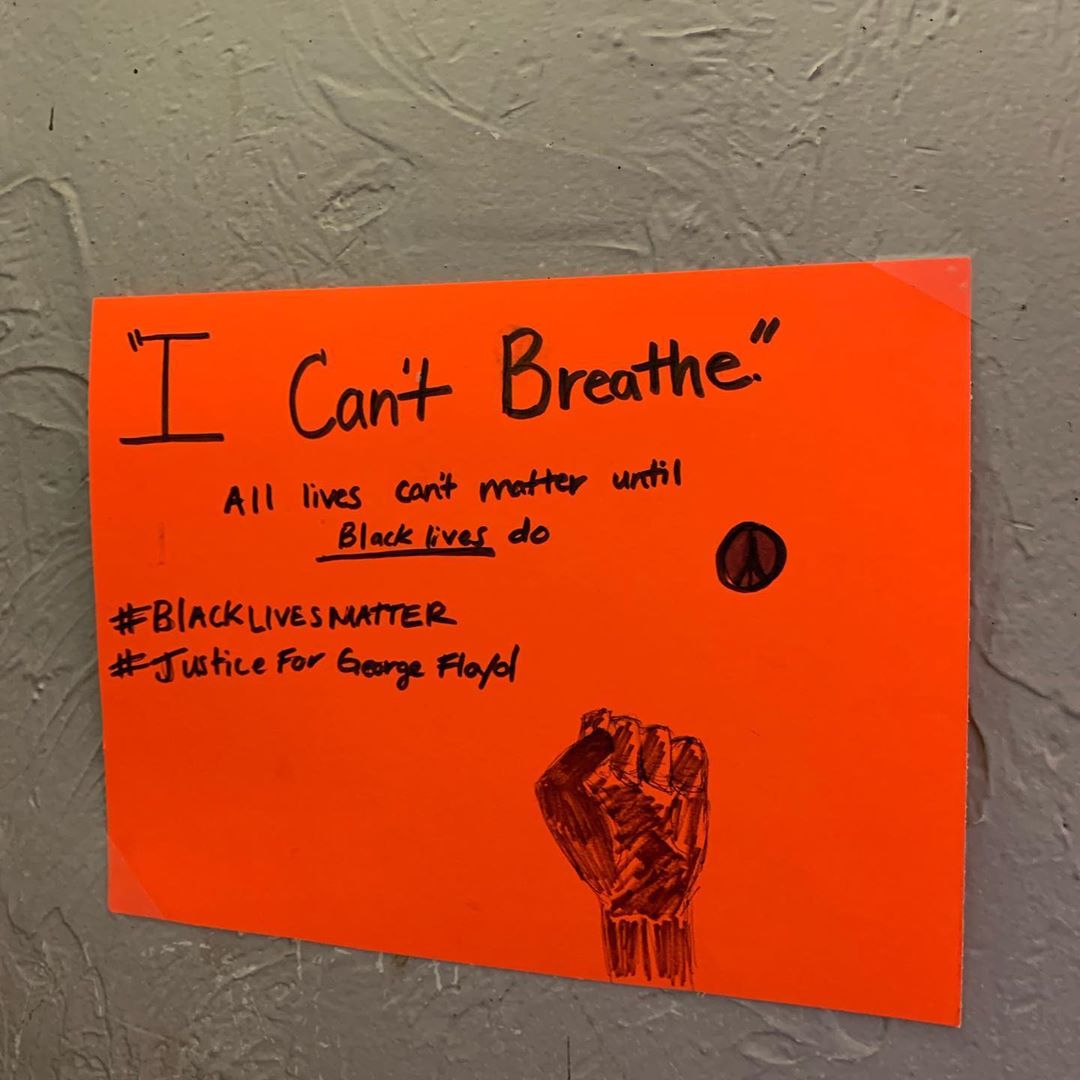 "I Can't Breathe."
All lives can't matter until
Black lives do
#BLACKLIVESMATTER
#Justice For George Floyd